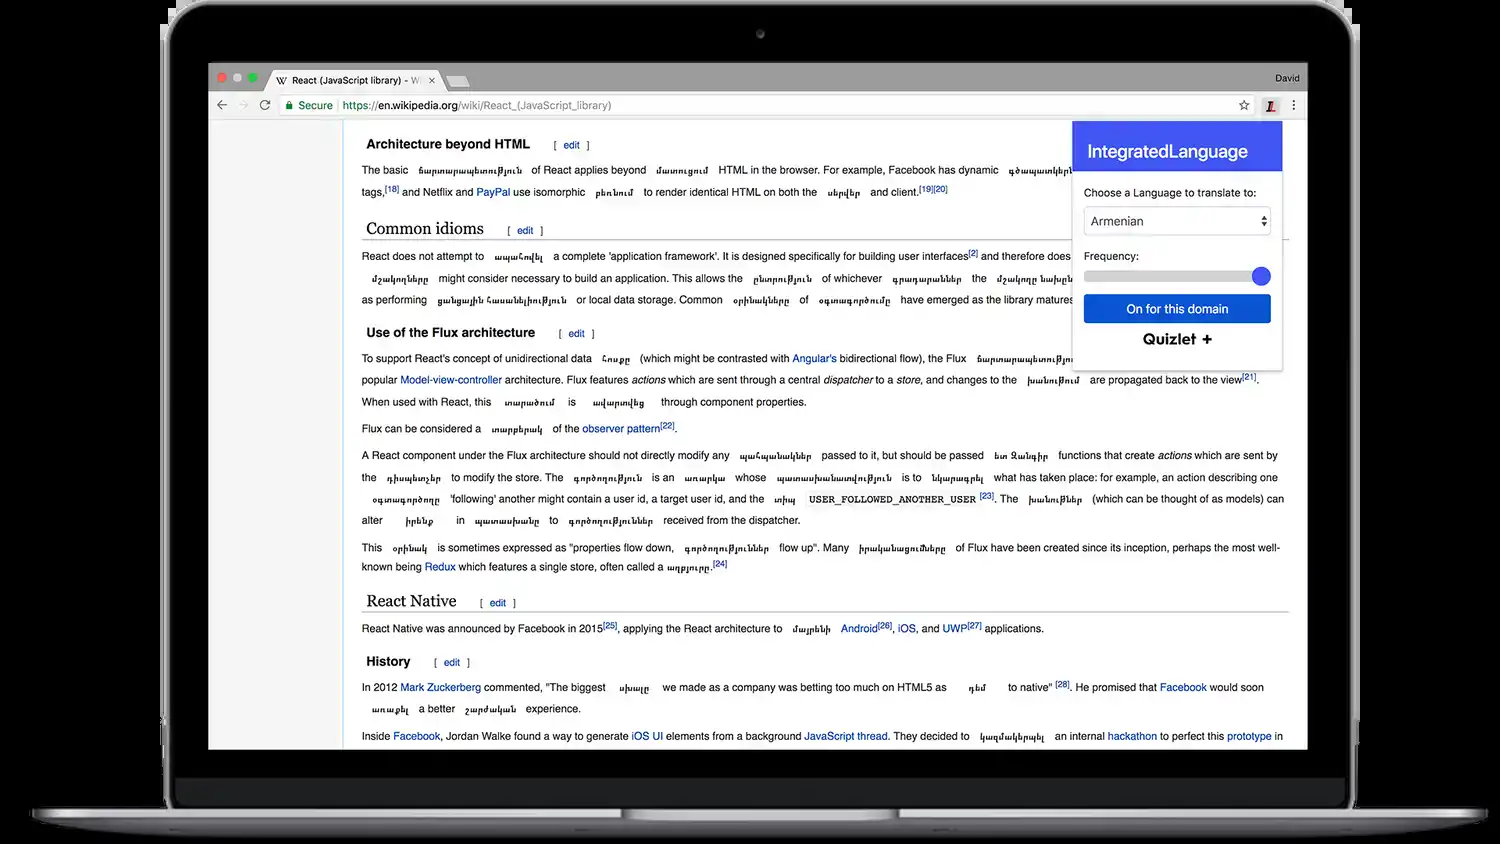 React (JavaScript library) - W
David
Secure https://en.wikipedia.org/wiki/React_(JavaScript_library)
IntegratedLanguage
Choose a Language to translate to:
Armenian
Frequency:
On for this domain
Quizlet +
Architecture beyond HTML [ edit ]
The basic ճարտարապետություն of React applies beyond մատուցում HTML in the browser. For example, Facebook has dynamic
tags,[18] and Netflix and PayPal use isomorphic բեռնում to render identical HTML on both the սերվեր and client.[19][20]
Common idioms [ edit ]
React does not attempt to ապահովել a complete 'application framework'. It is designed specifically for building user interfaces[2] and therefore does
մշակողները might consider necessary to build an application. This allows the ընտրություն of whichever գրադարաններ the մշակողը
as performing ցանցային հասանելիություն or local data storage. Common օրինակները of օգտագործումը have emerged as the library matures
Use of the Flux architecture [ edit ]
To support React's concept of unidirectional data հոսքը (which might be contrasted with Angular's bidirectional flow), the Flux
popular Model-view-controller architecture. Flux features actions which are sent through a central dispatcher to a store, and changes to the խանութում are propagated back to the view[21].
When used with React, this տարածում is ավարտվեց through component properties.
Flux can be considered a տարբերակ of the observer pattern[22].
A React component under the Flux architecture should not directly modify any պահպանակներ passed to it, but should be passed ետ Զանգիր functions that create actions which are sent by
the դիսպետչեր to modify the store. The գործողություն is an առարկա whose պատասխանատվություն is to նկարագրել what has taken place: for example, an action describing one
օգտագործողը 'following' another might contain a user id, a target user id, and the տիպ USER_FOLLOWED_ANOTHER_USER [23]. The խանութներ (which can be thought of as models) can
alter իրենք in պատասխանը to գործողություններ received from the dispatcher.
This օրինակ is sometimes expressed as "properties flow down, գործողություններ flow up". Many իրականացումները of Flux have been created since its inception, perhaps the most well-
known being Redux which features a single store, often called a աղբյուրը.[24]
React Native [ edit ]
React Native was announced by Facebook in 2015[25], applying the React architecture to մայրենի Android[26], iOS, and UWP[27] applications.
History [ edit ]
In 2012 Mark Zuckerberg commented, "The biggest սխալը we made as a company was betting too much on HTML5 as դեմ to native" [28]. He promised that Facebook would soon
առաքել a better շարժական experience.
Inside Facebook, Jordan Walke found a way to generate iOS UI elements from a background JavaScript thread. They decided to կազմակերպել an internal hackathon to perfect this prototype in